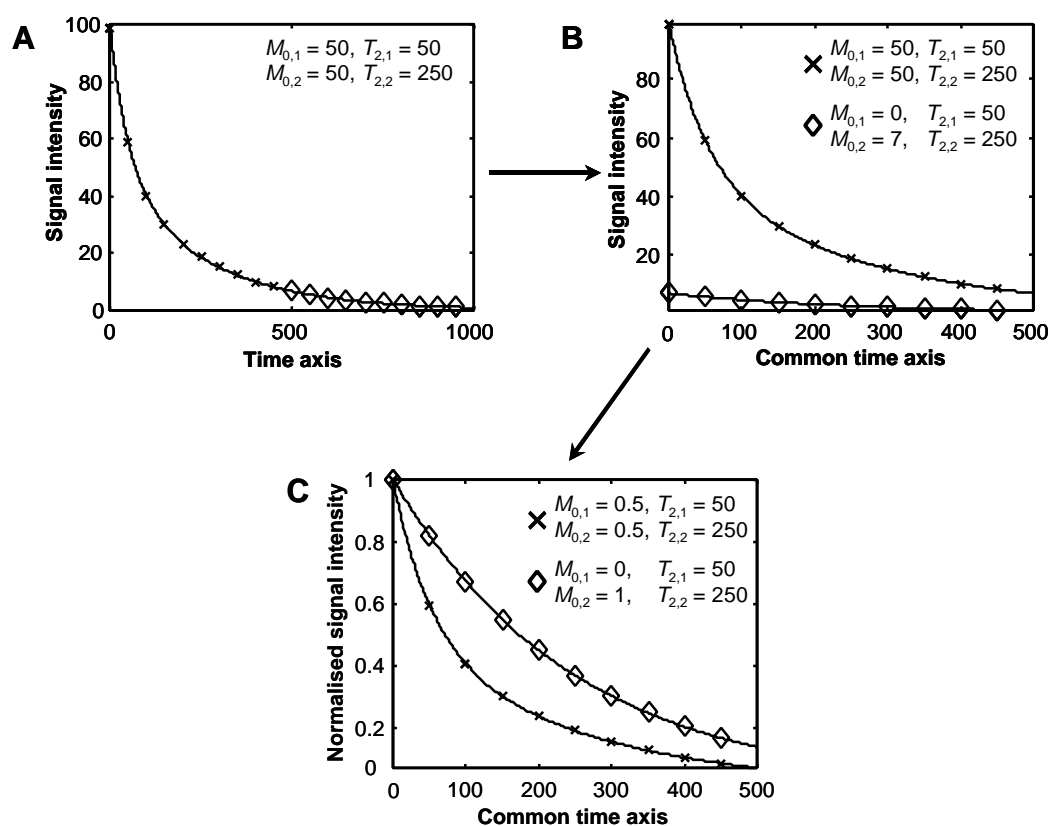 A
M0,1 = 50, T2,1 = 50
M0,2 = 50, T2,2 = 250
Signal intensity
100
80
60
40
20
0
0 500 1000
Time axis
B
M0,1 = 50, T2,1 = 50
M0,2 = 50, T2,2 = 250
M0,1 = 0, T2,1 = 50
M0,2 = 7, T2,2 = 250
Signal intensity
80
60
40
20
0 100 200 300 400 500
Common time axis
C
M0,1 = 0.5, T2,1 = 50
M0,2 = 0.5, T2,2 = 250
M0,1 = 0, T2,1 = 50
M0,2 = 1, T2,2 = 250
Normalised signal intensity
1
0.8
0.6
0.4
0.2
0
0 100 200 300 400 500
Common time axis